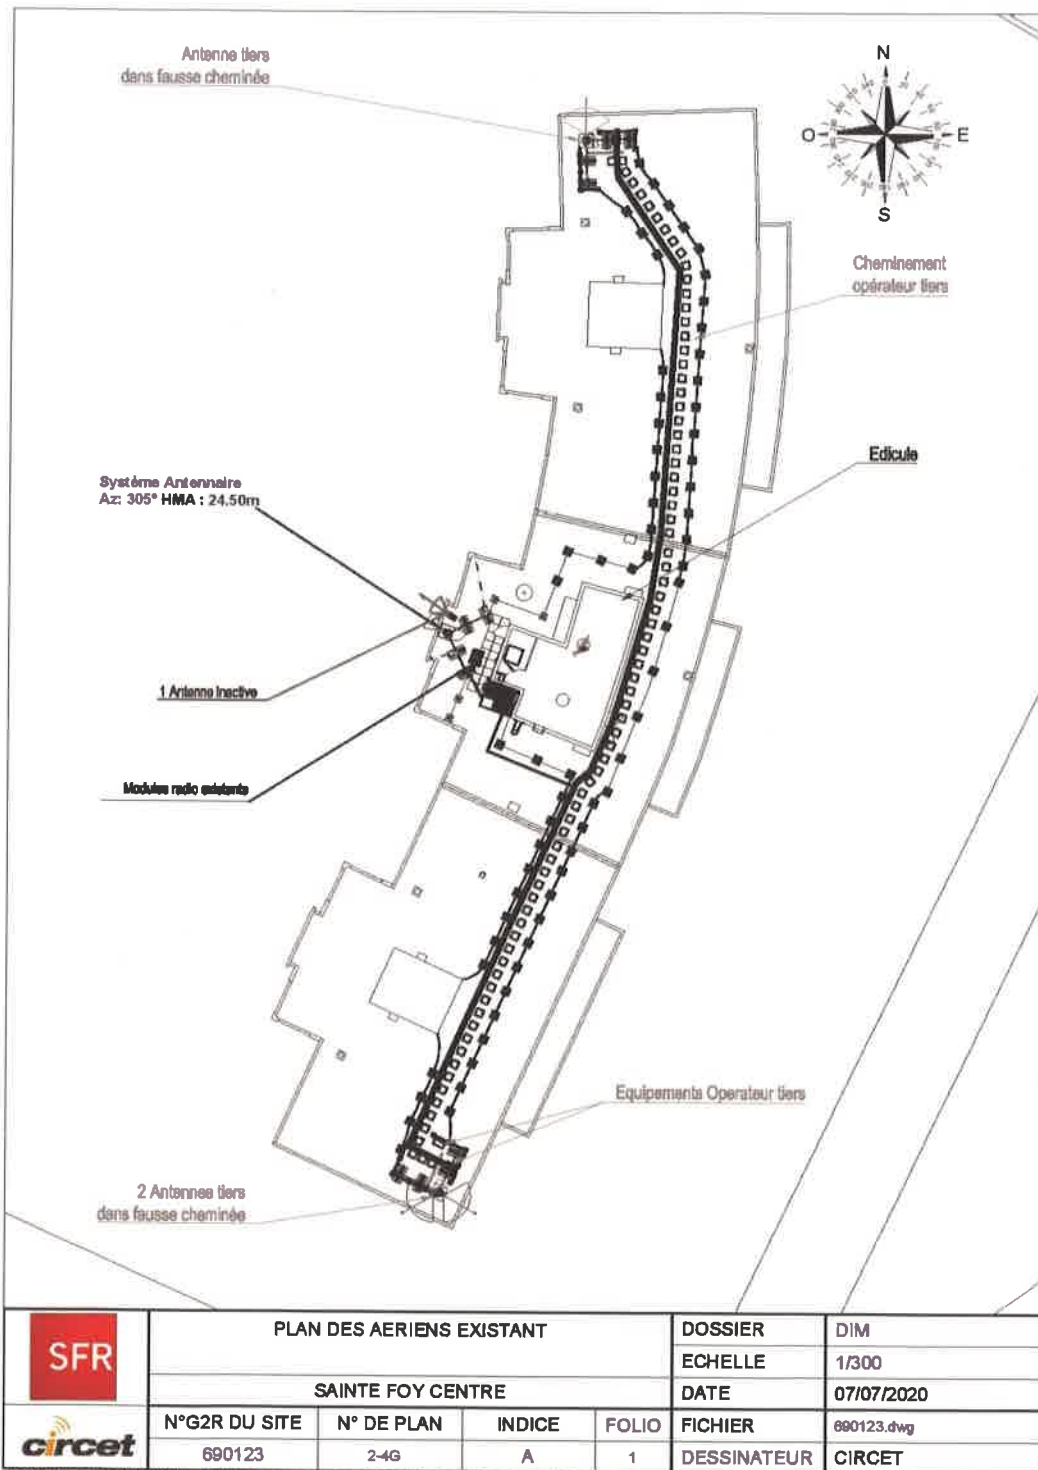 Antenne tiers
dans fausse cheminée
N
O
E
S
Cheminement
opérateur tiers
Edicule
Système Antennaire
Az: 305° HMA : 24.50m
1 Antenne Inactive
Modules radio existants
Equipements Operateur tiers
2 Antennes tiers
dans fausse cheminée
SFR
PLAN DES AERIENS EXISTANT
DOSSIER
DIM
ECHELLE
1/300
SAINTE FOY CENTRE
DATE
07/07/2020
circet
N°G2R DU SITE
N° DE PLAN
INDICE
FOLIO
FICHIER
690123.dwg
690123
2-4G
A
1
DESSINATEUR
CIRCET